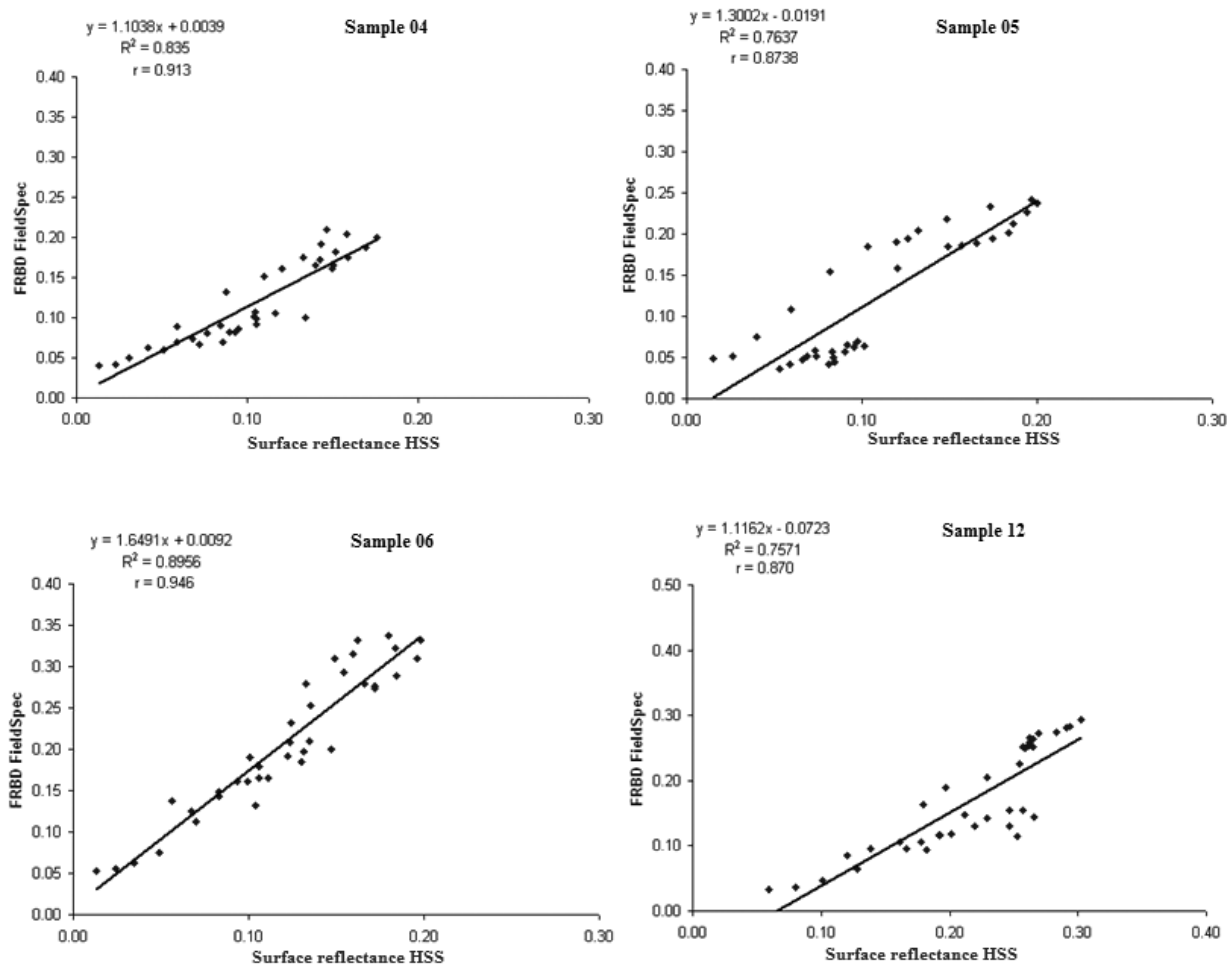 y = 1.1038x + 0.0039
R² = 0.835
r = 0.913
Sample 04
0.40
0.35
0.30
0.25
0.20
0.15
0.10
0.05
0.00
FRBD FieldSpec
0.00 0.10 0.20 0.30
Surface reflectance HSS
y = 1.3002x - 0.0191
R² = 0.7637
r = 0.8738
Sample 05
0.40
0.35
0.30
0.25
0.20
0.15
0.10
0.05
0.00
FRBD FieldSpec
0.00 0.10 0.20 0.30
Surface reflectance HSS
y = 1.6491x + 0.0092
R² = 0.8956
r = 0.946
Sample 06
0.40
0.35
0.30
0.25
0.20
0.15
0.10
0.05
0.00
FRBD FieldSpec
0.00 0.10 0.20 0.30
Surface reflectance HSS
y = 1.1162x - 0.0723
R² = 0.7571
r = 0.870
Sample 12
0.50
0.40
0.30
0.20
0.10
0.00
FRBD FieldSpec
0.00 0.10 0.20 0.30 0.40
Surface reflectance HSS